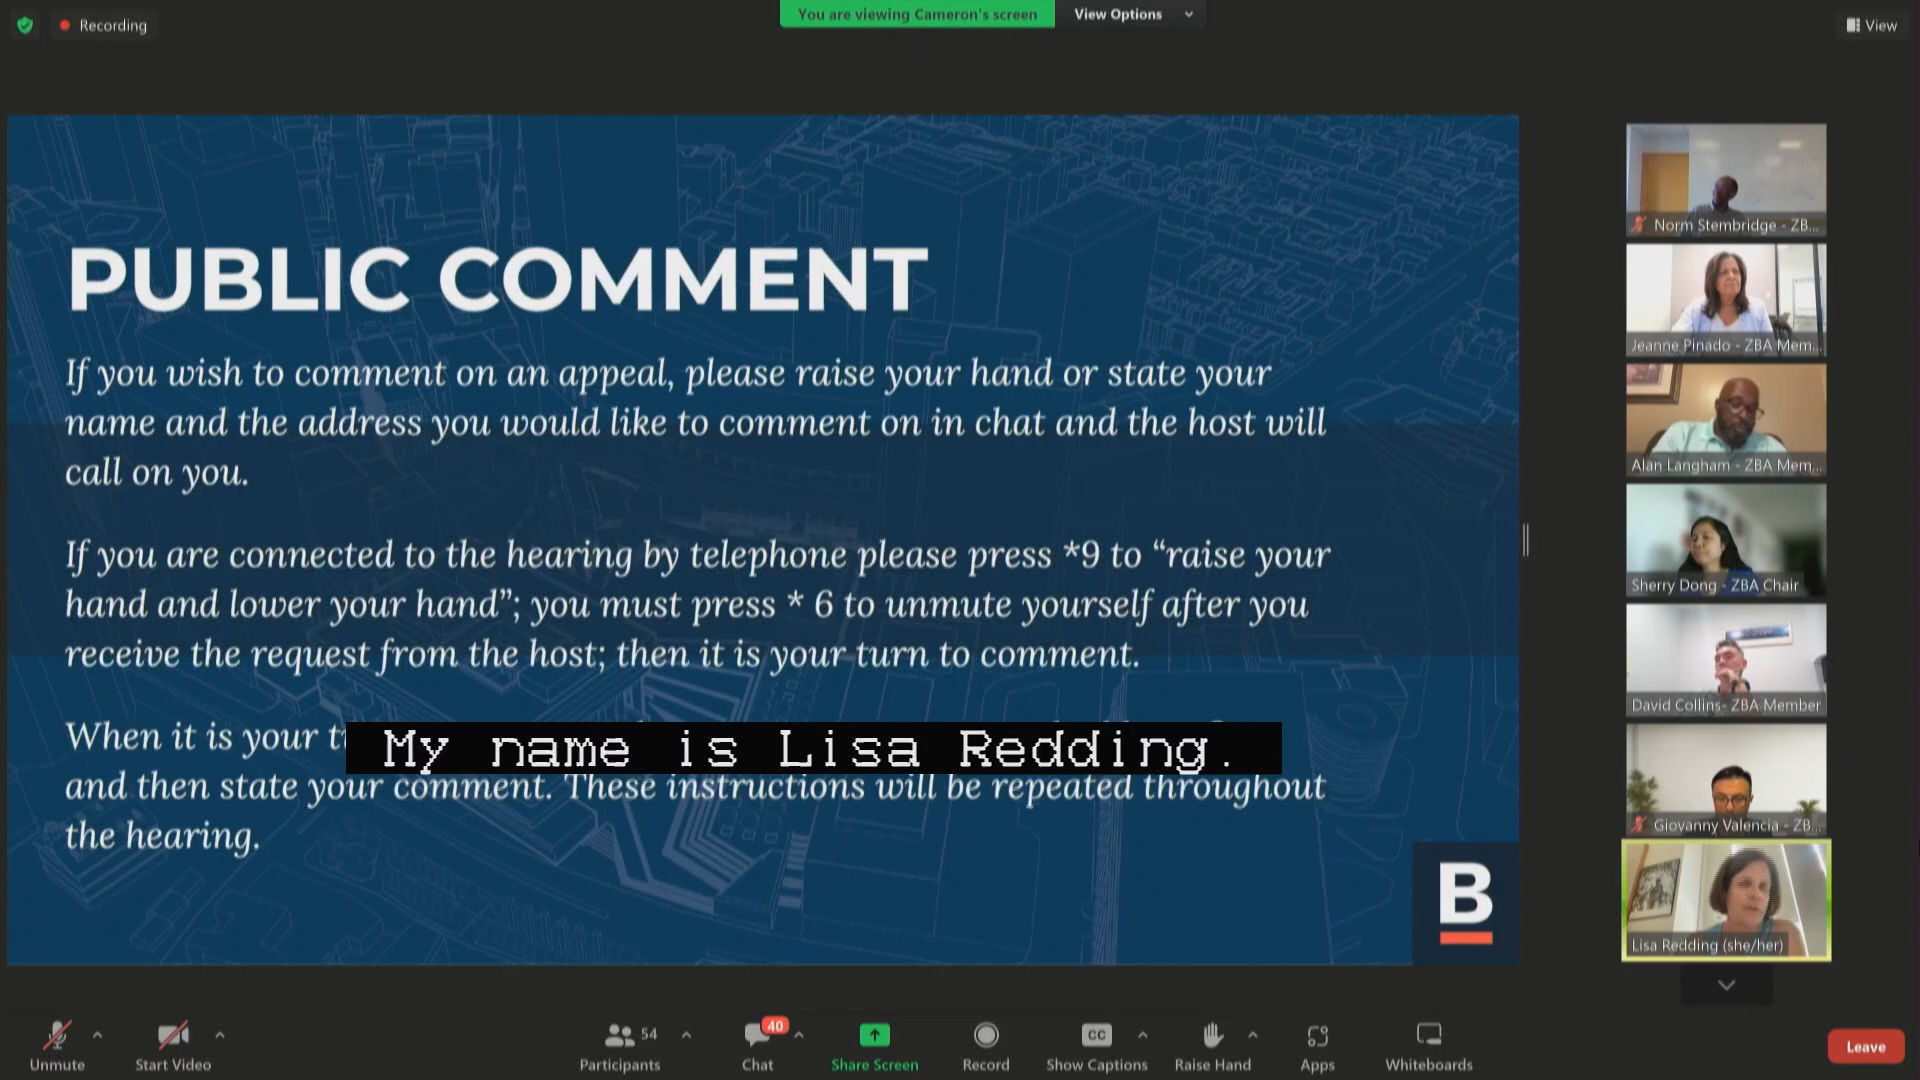 Recording
You are viewing Cameron's screen
View Options
View
PUBLIC COMMENT
If you wish to comment on an appeal, please raise your hand or state your
name and the address you would like to comment on in chat and the host will
call on you.
If you are connected to the hearing by telephone please press *9 to “raise your
hand and lower your hand”; you must press * 6 to unmute yourself after you
receive the request from the host; then it is your turn to comment.
When it is your
My name is Lisa Redding.
and then state your comment. These instructions will be repeated throughout
the hearing.
B
Norm Stembridge - ZB...
Jeanne Pinado - ZBA Mem...
Alan Langham - ZBA Mem...
Sherry Dong - ZBA Chair
David Collins- ZBA Member
Giovanny Valencia - ZB...
Lisa Redding (she/her)
Unmute
Start Video
54
Participants
40
Chat
Share Screen
Record
CC
Show Captions
Raise Hand
Apps
Whiteboards
Leave